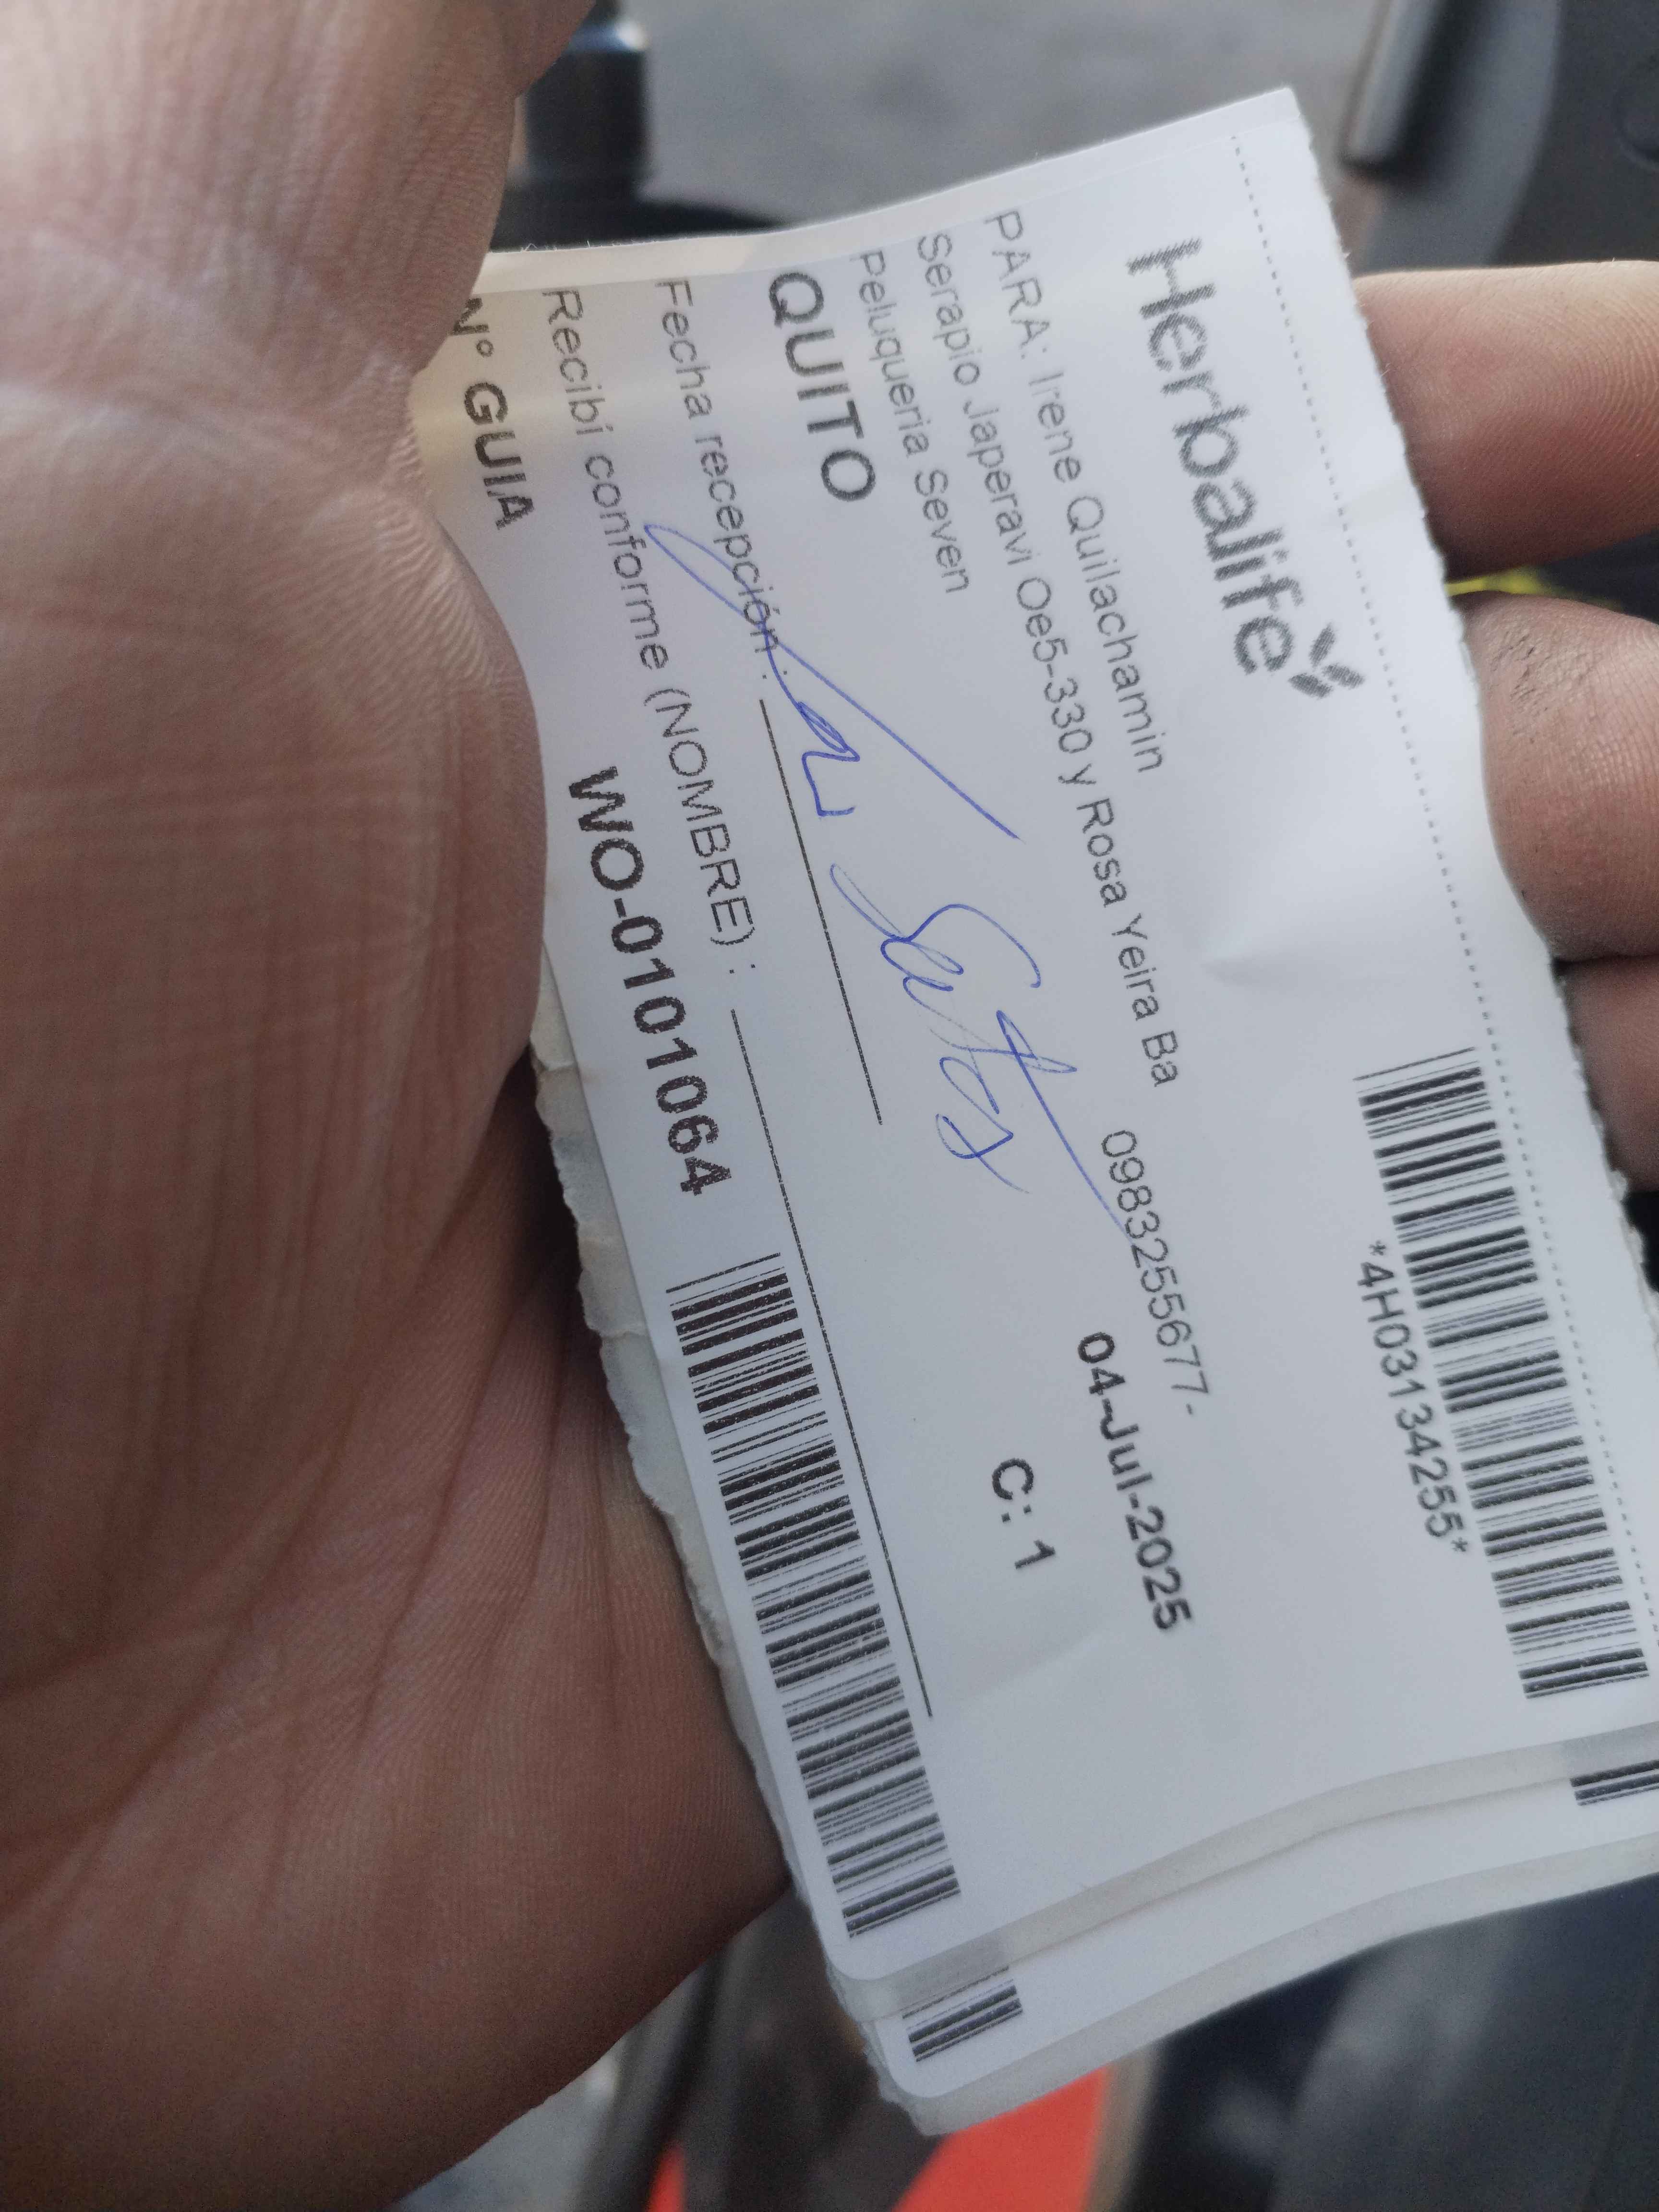 Herbalife
*4H03134255*
PARA: Irene Quilachamin
Serapio Japeravi Oe5-330 y Rosa Yeira Ba 0983255677-
Peluqueria Seven 04-Jul-2025
QUITO C: 1
Fecha recepción :
Recibi conforme (NOMBRE) :
N° GUIA WO-0101064